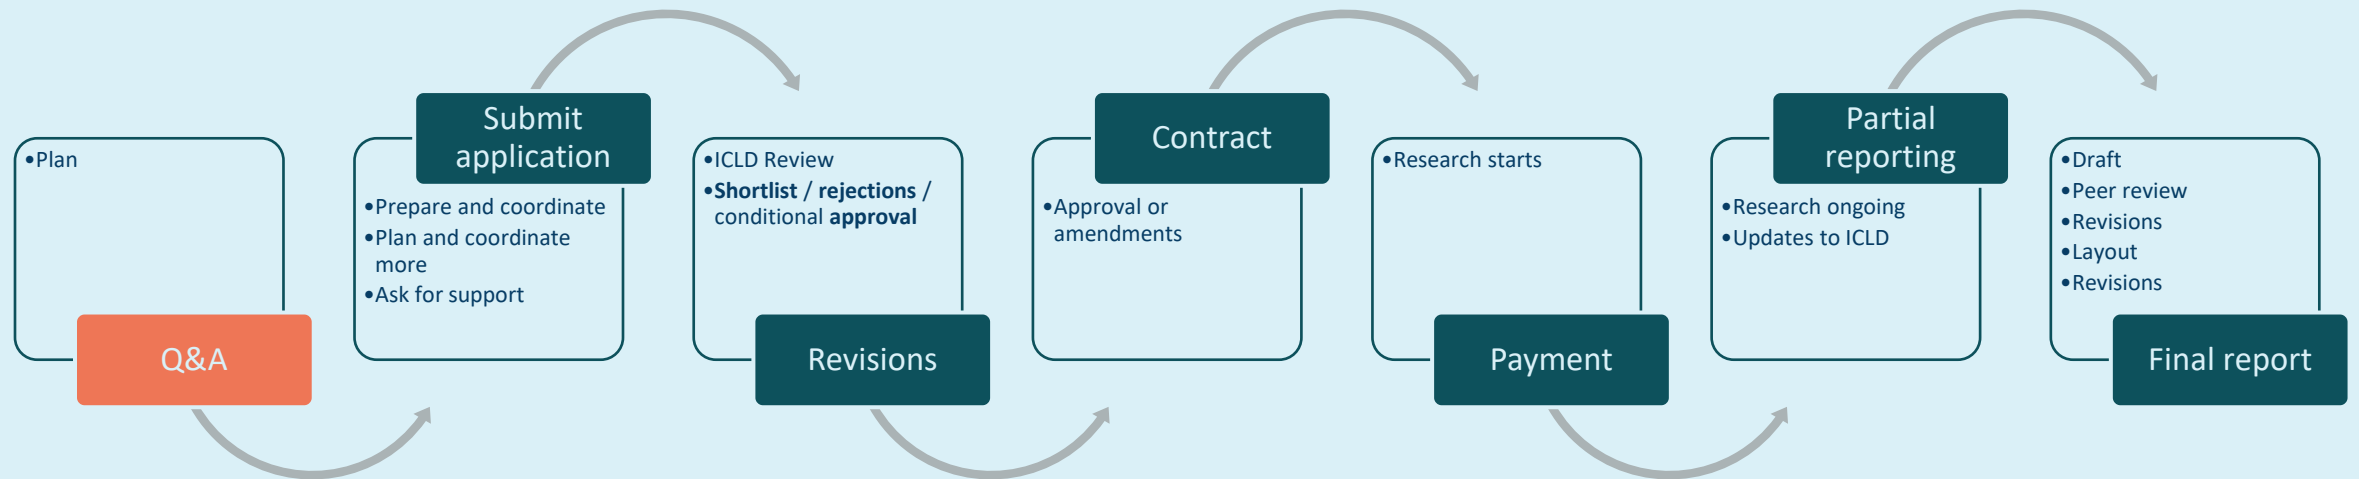 •Plan
Q&A
Submit
application
•Prepare and coordinate
•Plan and coordinate
more
•Ask for support
•ICLD Review
•Shortlist / rejections /
conditional approval
Revisions
Contract
•Approval or
amendments
•Research starts
Payment
Partial
reporting
•Research ongoing
•Updates to ICLD
•Draft
•Peer review
•Revisions
•Layout
•Revisions
Final report